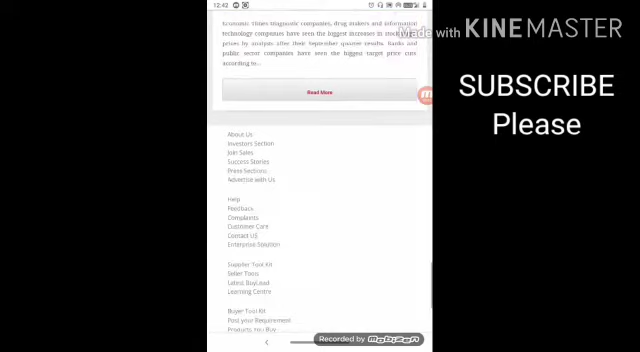 12:42
Economic Times Diagnostic companies, drug makers and information
technology companies have seen the biggest increases in stock
prices by analysts after their September quarter results. Banks and
public sector companies have seen the biggest target price cuts
according to...
Made with KINEMASTER
Read More
SUBSCRIBE
Please
About Us
Investors Section
Join Sales
Success Stories
Press Sections
Advertise with Us
Help
Feedback
Complaints
Customer Care
Contact US
Enterprise Solution
Supplier Tool Kit
Seller Tools
Latest BuyLead
Learning Centre
Buyer Tool Kit
Post your Requirement
Products You Buy
Recorded by mobizen